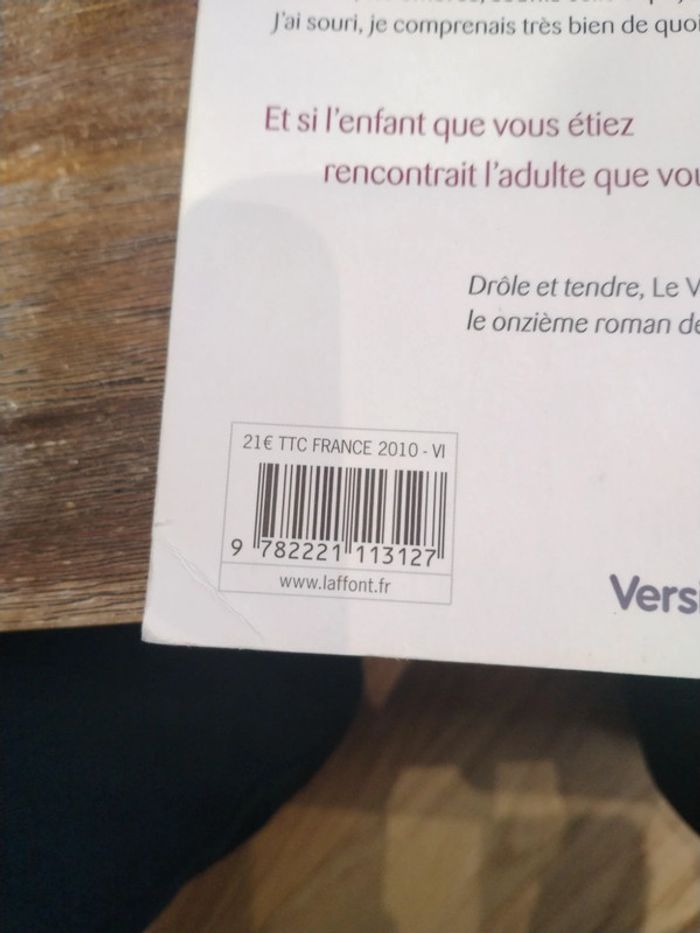 J'ai souri, je comprenais très bien de quoi
Et si l'enfant que vous étiez
rencontrait l'adulte que vou
Drôle et tendre, Le V
le onzième roman de
21€ TTC FRANCE 2010 - VI
9 782221 113127
www.laffont.fr
Versi